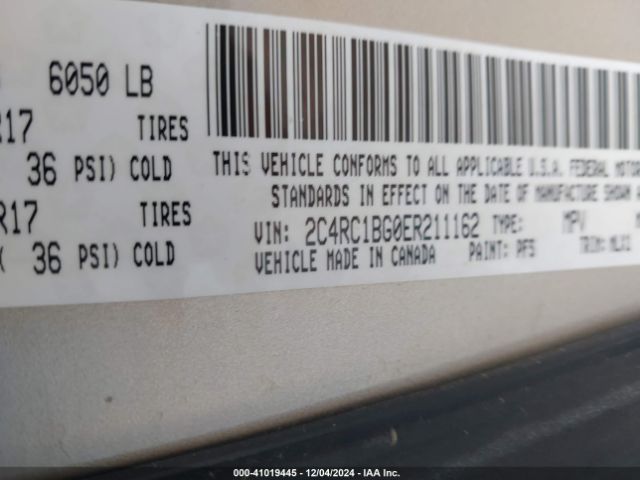 6050 LB
R17 TIRES
36 PSI) COLD
R17 TIRES
( 36 PSI) COLD
THIS VEHICLE CONFORMS TO ALL APPLICABLE U.S.A. FEDERAL MOTOR
STANDARDS IN EFFECT ON THE DATE OF MANUFACTURE SHOWN
VIN: 2C4RC1BG0ER211162 TYPE: MPV
VEHICLE MADE IN CANADA PAINT: PFS TRIM:
000-41019445 - 12/04/2024 - IAA Inc.